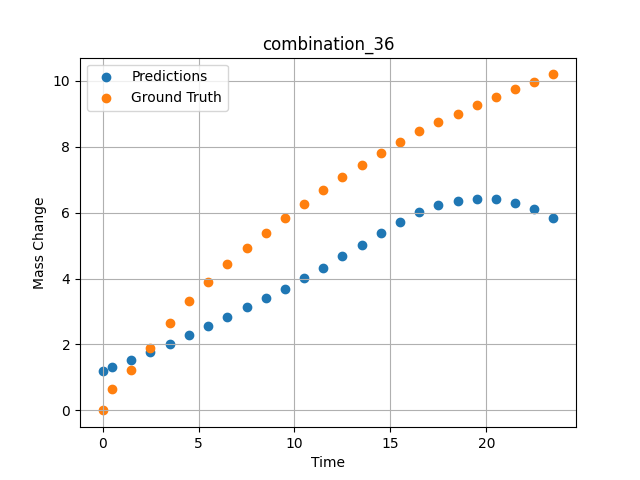 combination_36
Predictions
Ground Truth
10
8
6
4
2
0
Mass Change
0 5 10 15 20
Time